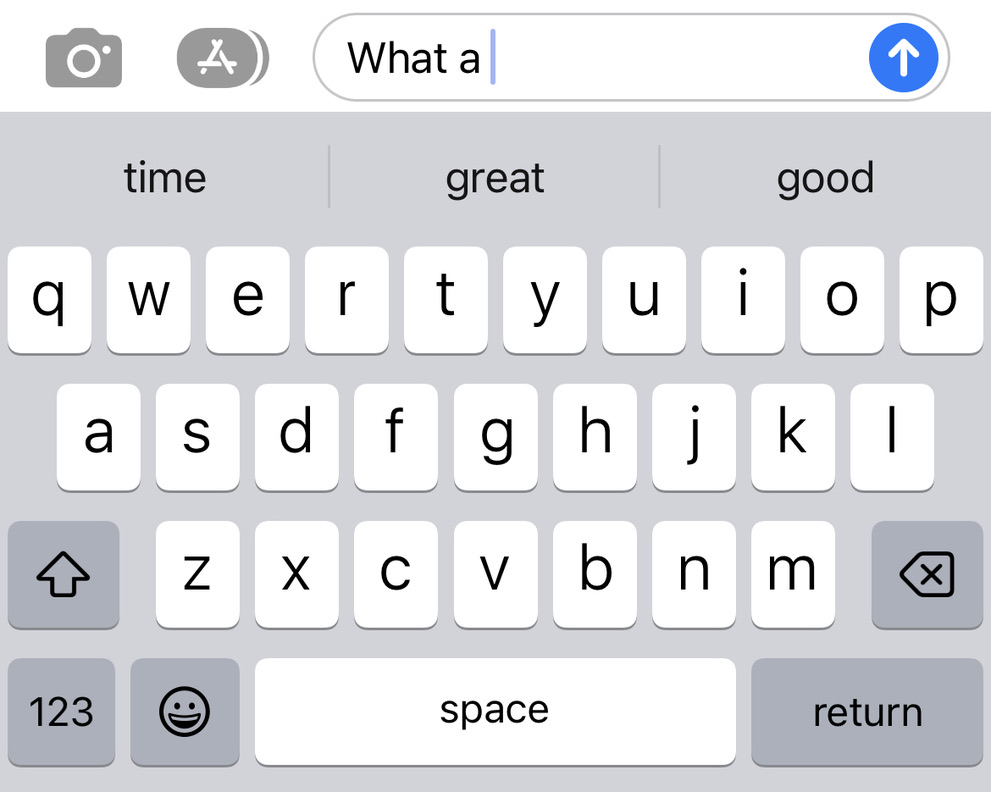 What a
time great good
q w e r t y u i o p
a s d f g h j k l
z x c v b n m
123 space return